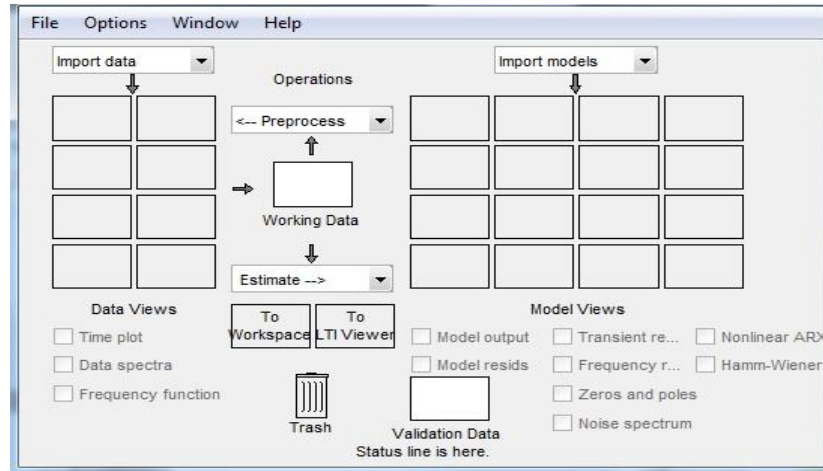 File Options Window Help
Import data
Import models
Operations
<-- Preprocess
Working Data
Estimate -->
Data Views
Model Views
To Workspace
To LTI Viewer
Time plot
Data spectra
Frequency function
Model output
Model resids
Transient re...
Frequency r...
Zeros and poles
Noise spectrum
Nonlinear ARX
Hamm-Wiener
Trash
Validation Data
Status line is here.